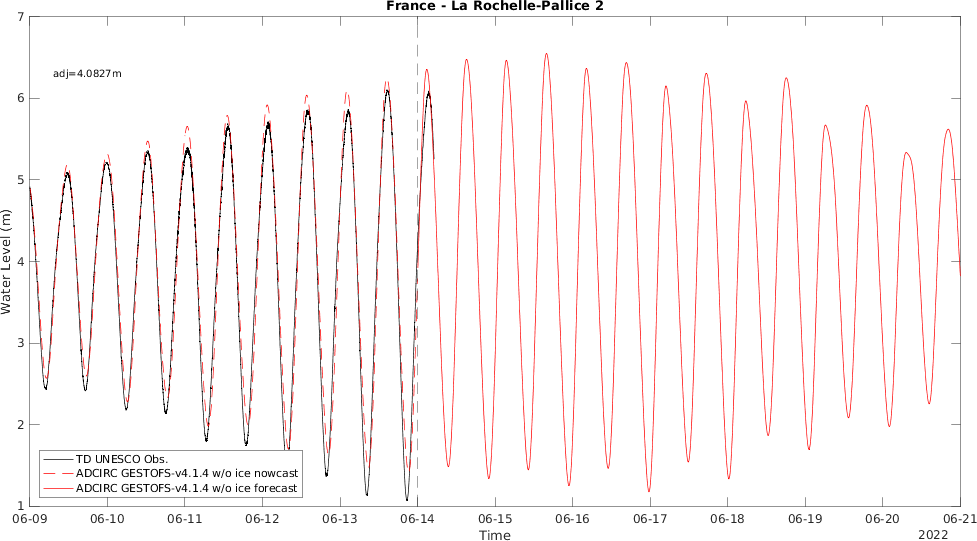 France - La Rochelle-Pallice 2
adj=4.0827m
Water Level (m)
7
6
5
4
3
2
1
TD UNESCO Obs.
ADCIRC GESTOFS-v4.1.4 w/o ice nowcast
ADCIRC GESTOFS-v4.1.4 w/o ice forecast
06-09 06-10 06-11 06-12 06-13 06-14 06-15 06-16 06-17 06-18 06-19 06-20 06-21
Time
2022